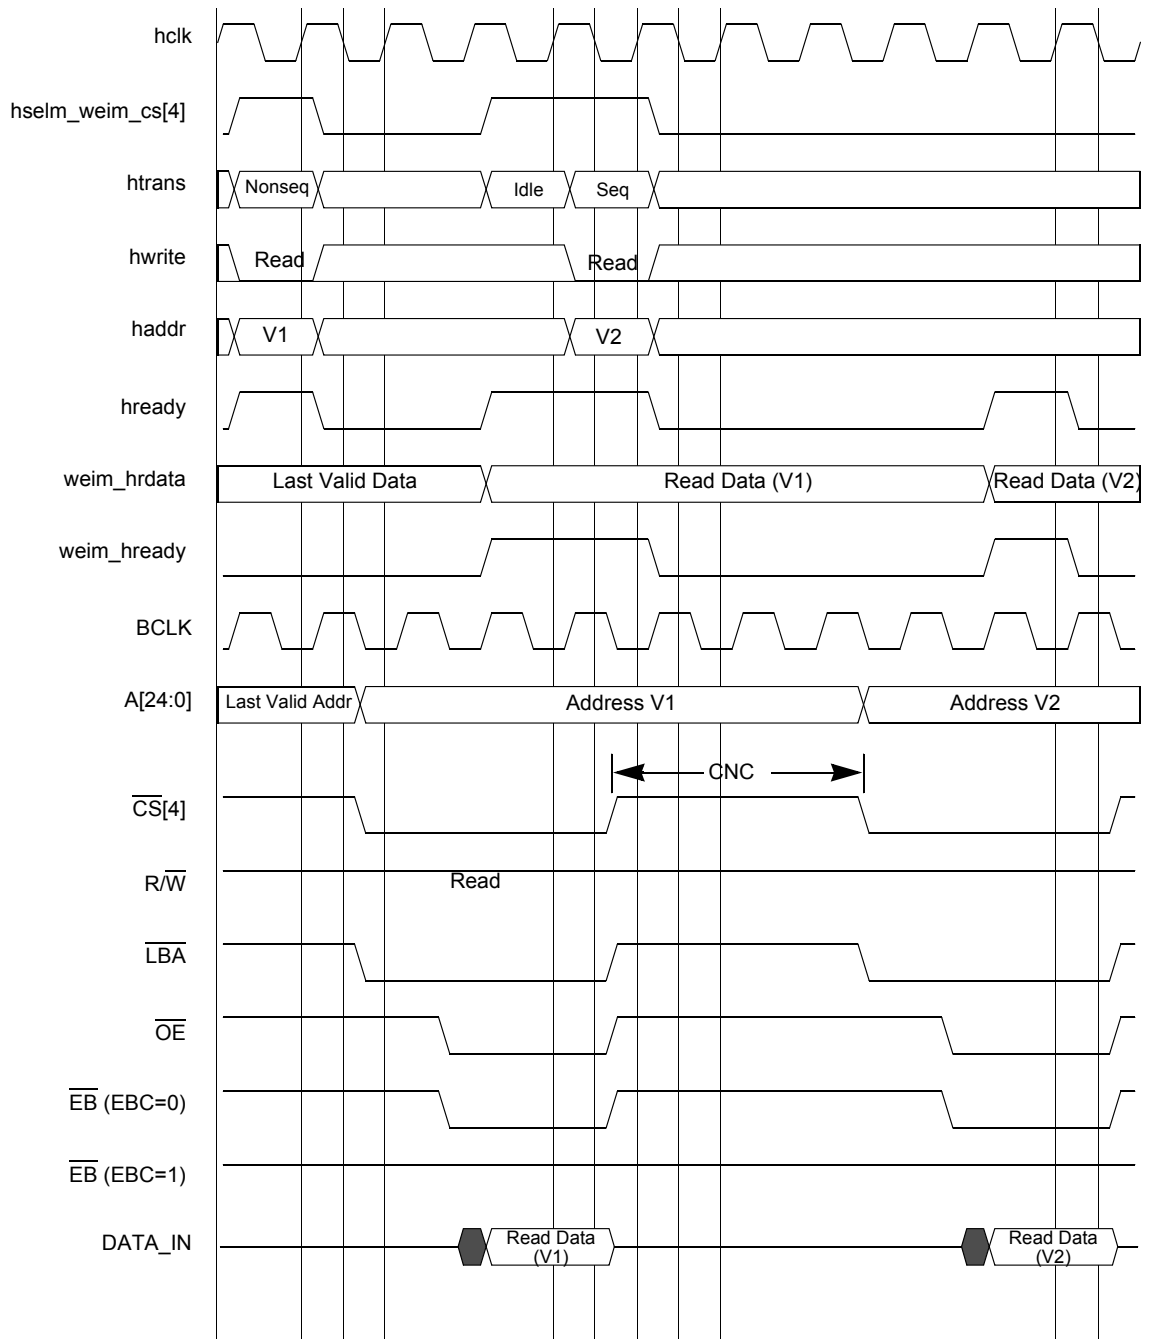 hclk
hselm_weim_cs[4]
htrans Nonseq Idle Seq
hwrite Read Read
haddr V1 V2
hready
weim_hrdata Last Valid Data Read Data (V1) Read Data (V2)
weim_hready
BCLK
A[24:0] Last Valid Addr Address V1 Address V2
CNC
CS[4]
R/W Read
LBA
OE
EB (EBC=0)
EB (EBC=1)
DATA_IN Read Data (V1) Read Data (V2)